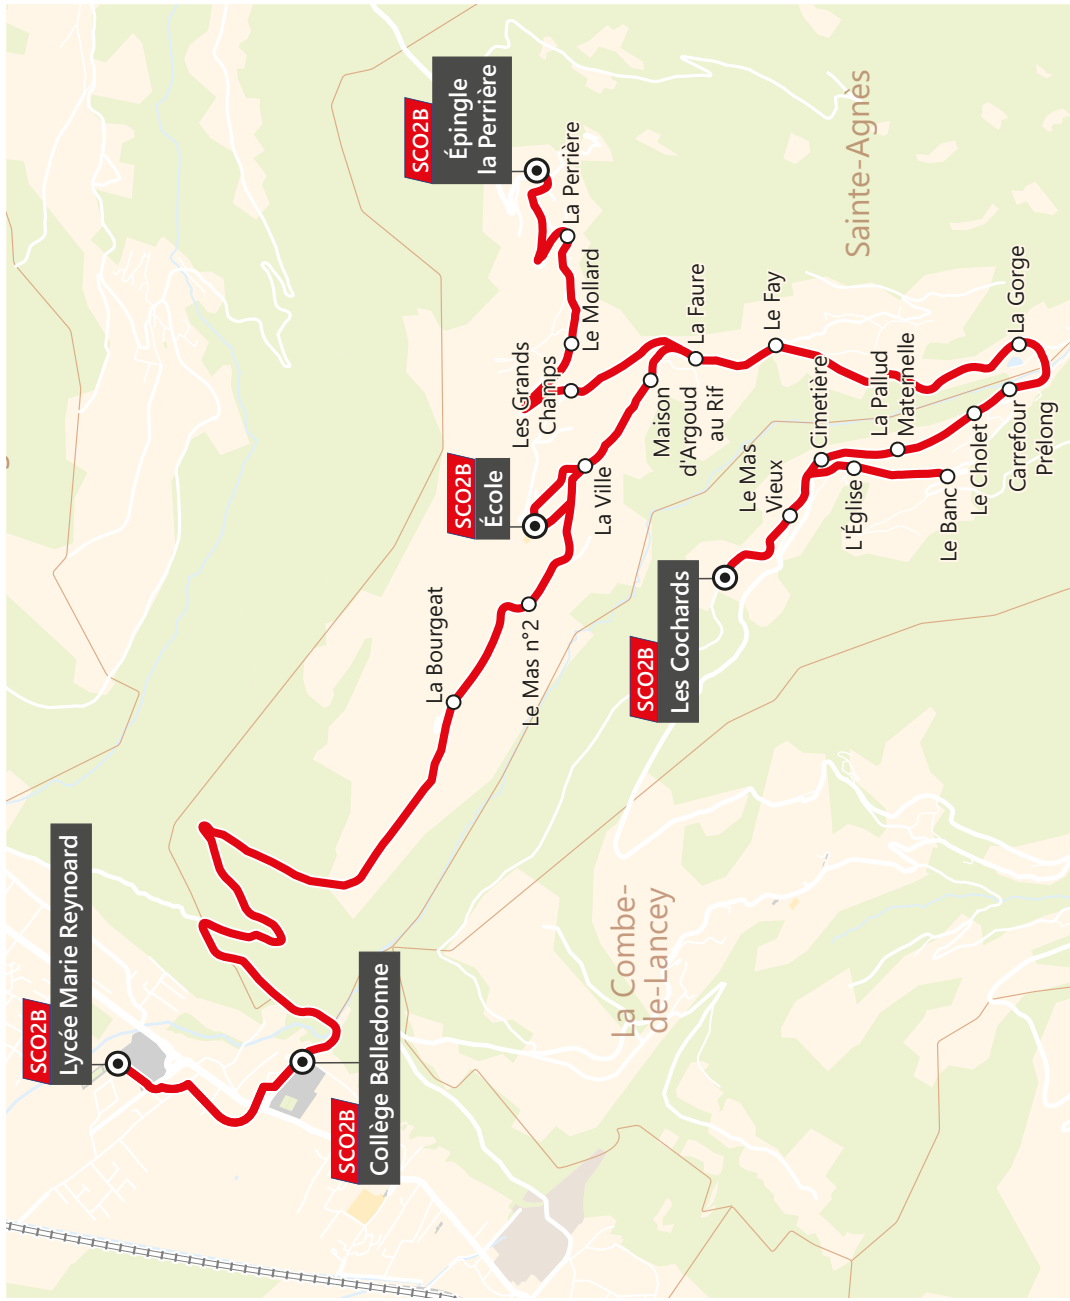 SCO2B
Lycée Marie Reynoard
SCO2B
Collège Belledonne
La Bourgeat
Le Mas n°2
SCO2B
École
La Ville
Les Grands
Champs
Maison
d'Argoud
au Rif
Le Mollard
La Perrière
SCO2B
Épingle
la Perrière
La Faure
Le Fay
La Gorge
Carrefour
Prélong
Le Cholet
La Pallud
Maternelle
Cimetière
L'Église
Le Banc
Le Mas
Vieux
SCO2B
Les Cochards
Sainte-Agnès
La Combe-
de-Lancey